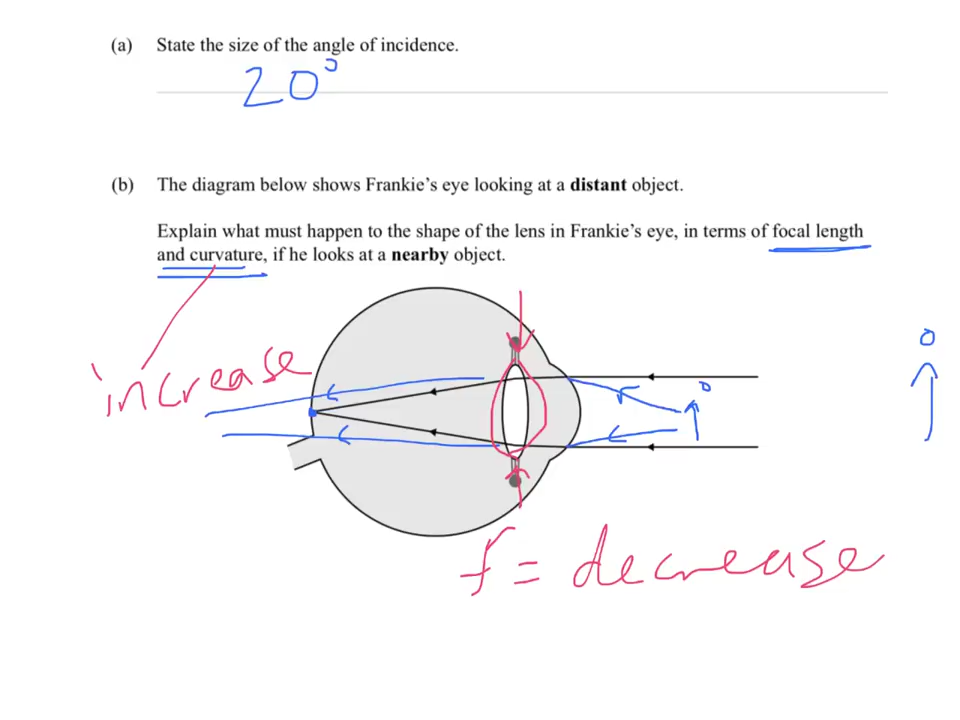 (a) State the size of the angle of incidence.
20°
(b) The diagram below shows Frankie's eye looking at a distant object.
Explain what must happen to the shape of the lens in Frankie's eye, in terms of focal length
and curvature, if he looks at a nearby object.
increase
o
o
f = decrease